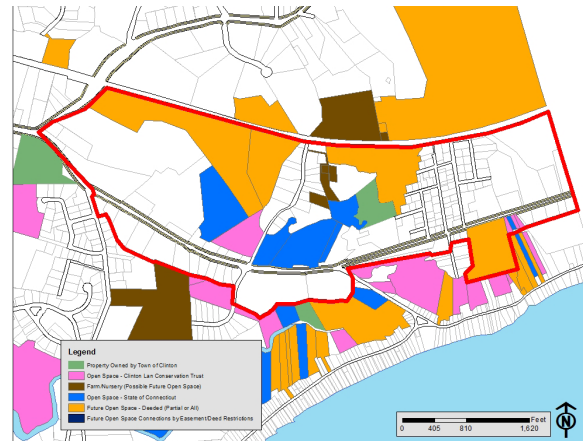 Legend
Property Owned by Town of Clinton
Open Space - Clinton Lan Conservation Trust
Farm/Nursery (Possible Future Open Space)
Open Space - State of Connecticut
Future Open Space - Deeded (Partial or All)
Future Open Space Connections by Easement/Deed Restrictions
Feet
0 405 810 1,620
N